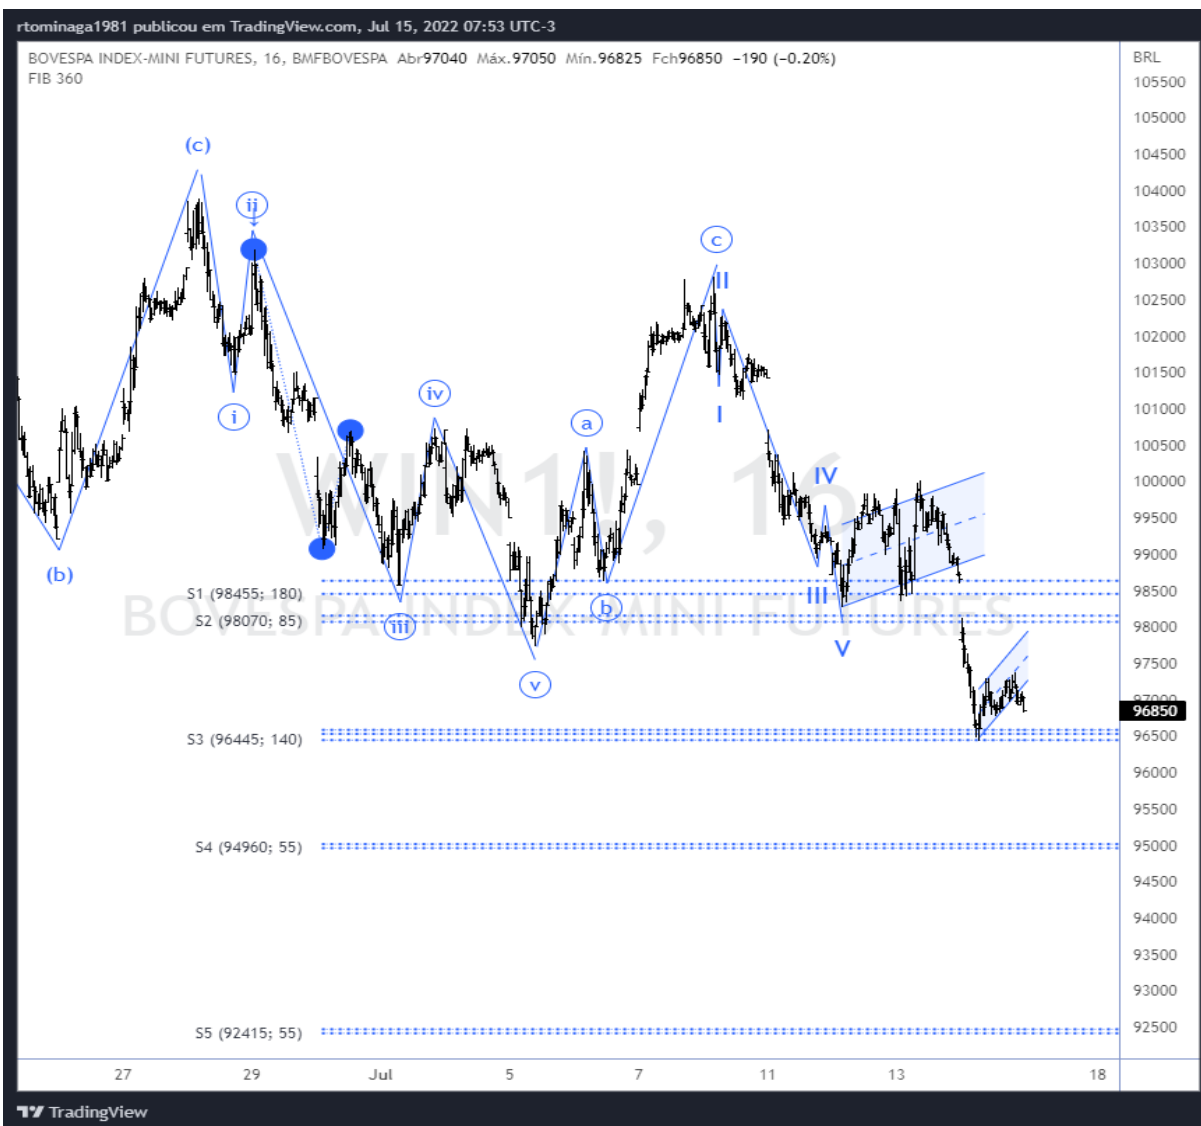 rtominaga1981 publicou em TradingView.com, Jul 15, 2022 07:53 UTC-3
BOVESPA INDEX-MINI FUTURES, 16, BMFBOVESPA Abr97040 Máx.97050 Mín.96825 Fch96850 −190 (−0.20%)
FIB 360
BRL
105500
105000
104500
104000
103500
103000
102500
102000
101500
101000
100500
100000
99500
99000
98500
98000
97500
97000
96850
96500
96000
95500
95000
94500
94000
93500
93000
92500
(c)
ii
c
II
i
iv
I
a
IV
(b)
b
III
iii
V
v
WIN1!, 16
BOVESPA INDEX-MINI FUTURES
S1 (98455; 180)
S2 (98070; 85)
S3 (96445; 140)
S4 (94960; 55)
S5 (92415; 55)
27 29 Jul 5 7 11 13 18
TradingView